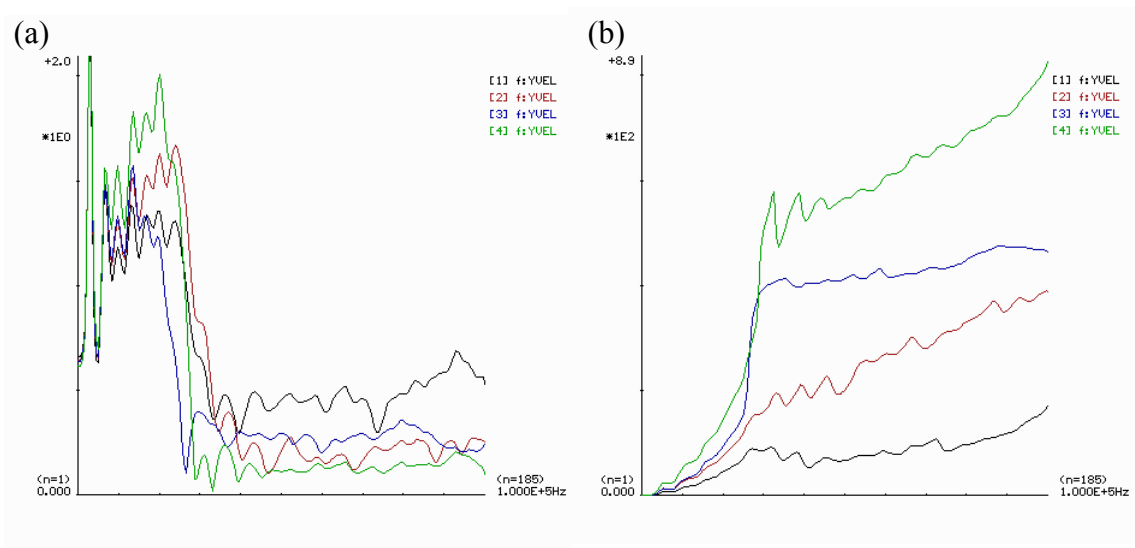 (a)
+2.0
*1E0
[1] f:YVEL
[2] f:YVEL
[3] f:YVEL
[4] f:YVEL
(n=1)
0.000
(n=185)
1.000E+5Hz
(b)
+8.9
*1E2
[1] f:YVEL
[2] f:YVEL
[3] f:YVEL
[4] f:YVEL
(n=1)
0.000
(n=185)
1.000E+5Hz